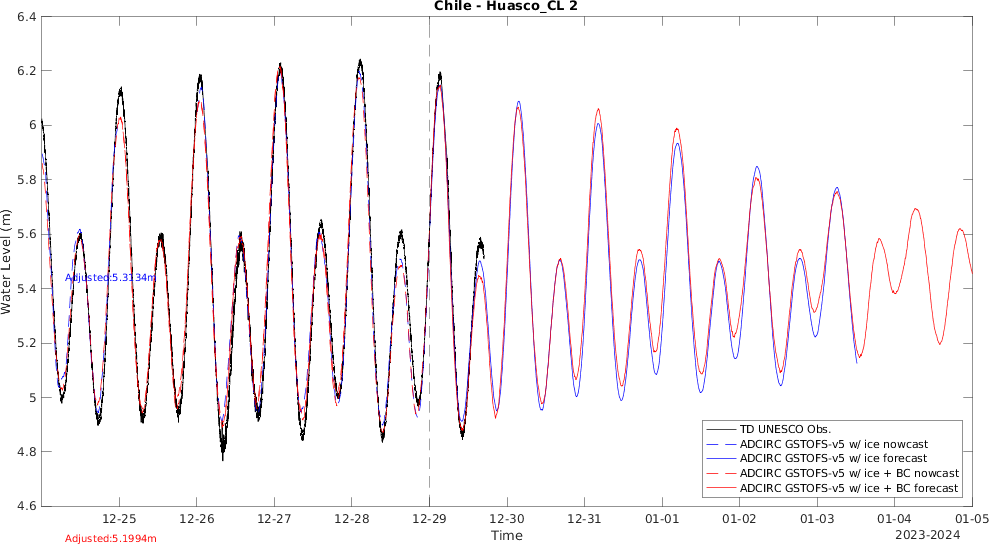 Chile - Huasco_CL 2
6.4
6.2
6
5.8
5.6
5.4
5.2
5
4.8
4.6
Water Level (m)
Adjusted:5.3134m
TD UNESCO Obs.
ADCIRC GSTOFS-v5 w/ ice nowcast
ADCIRC GSTOFS-v5 w/ ice forecast
ADCIRC GSTOFS-v5 w/ ice + BC nowcast
ADCIRC GSTOFS-v5 w/ ice + BC forecast
12-25 12-26 12-27 12-28 12-29 12-30 12-31 01-01 01-02 01-03 01-04 01-05
Time
2023-2024
Adjusted:5.1994m